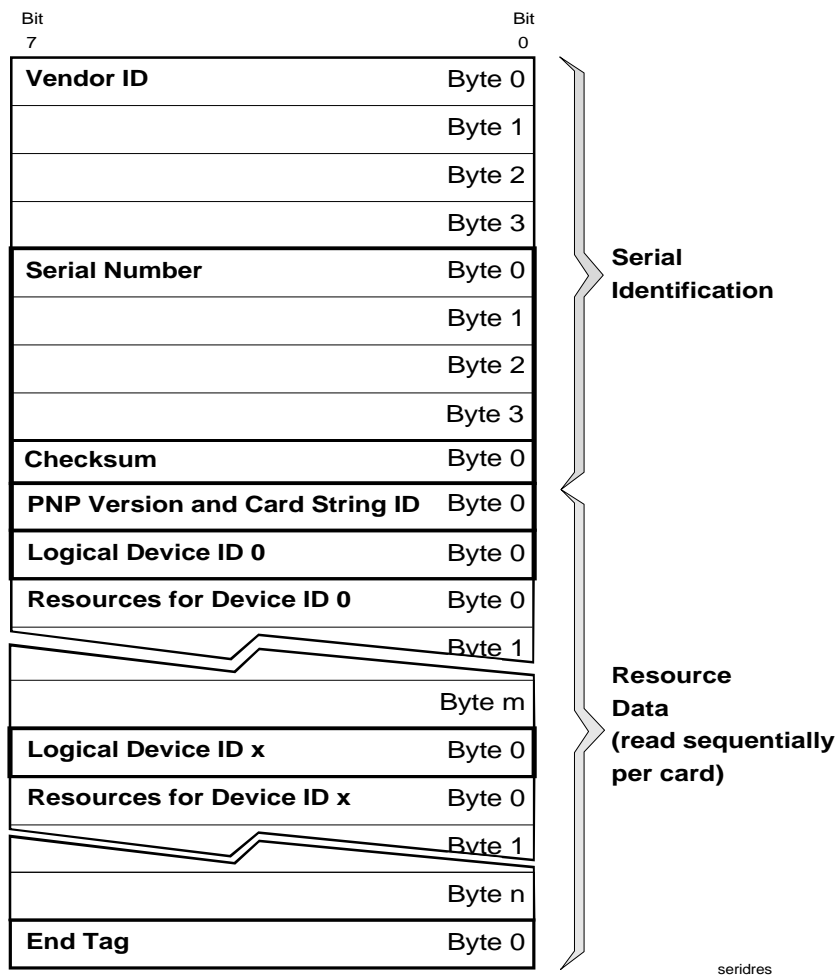 Bit Bit
7 0
Vendor ID Byte 0
Byte 1
Byte 2
Byte 3
Serial Number Byte 0
Byte 1
Byte 2
Byte 3
Checksum Byte 0
PNP Version and Card String ID Byte 0
Logical Device ID 0 Byte 0
Resources for Device ID 0 Byte 0
Byte 1
Byte m
Logical Device ID x Byte 0
Resources for Device ID x Byte 0
Byte 1
Byte n
End Tag Byte 0
Serial
Identification
Resource
Data
(read sequentially
per card)
seridres